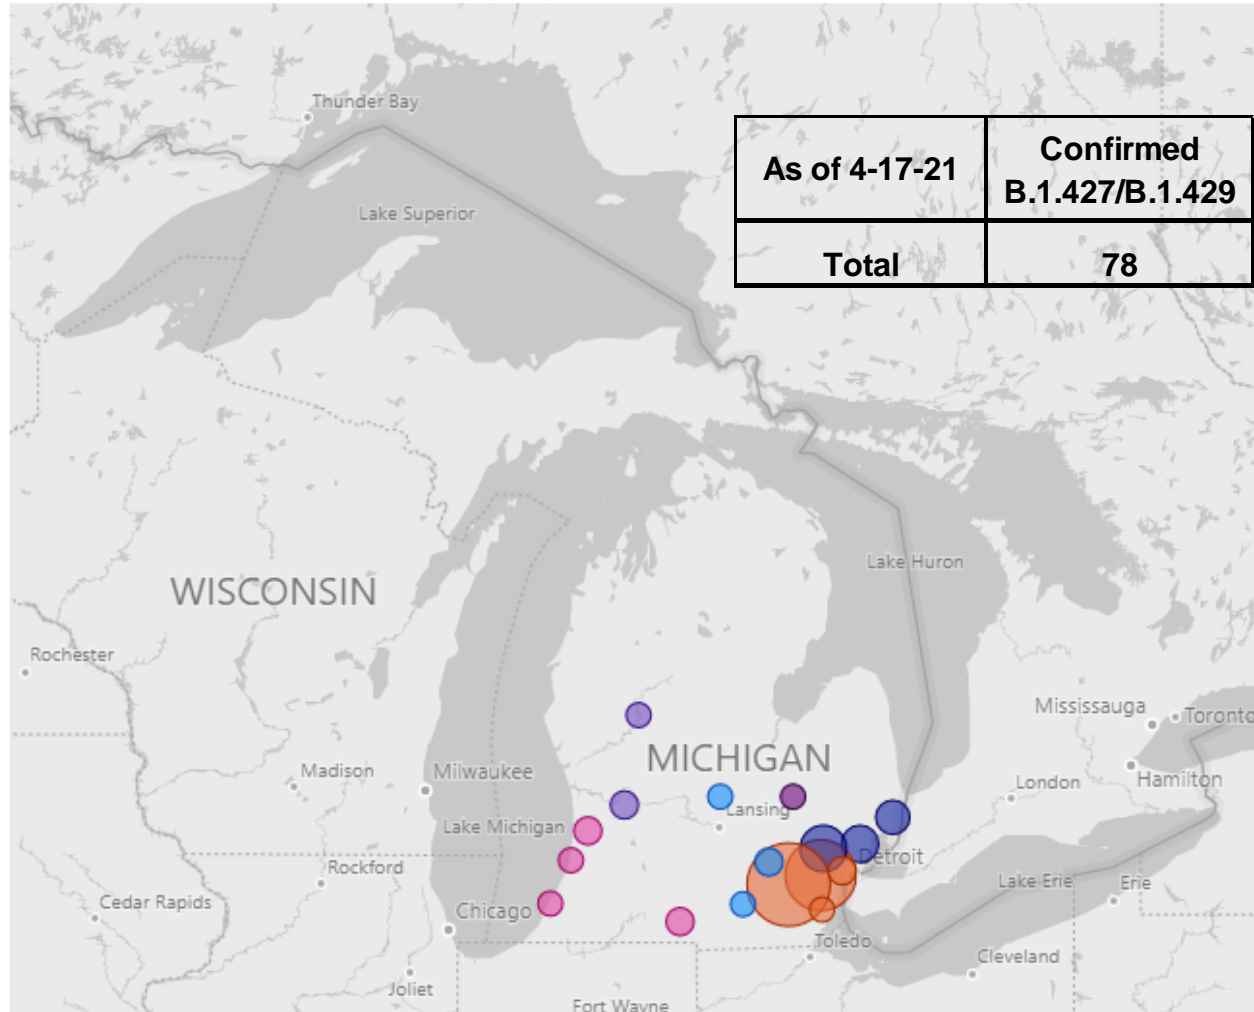 Thunder Bay
As of 4-17-21
Confirmed
B.1.427/B.1.429
Total
78
Lake Superior
Lake Huron
WISCONSIN
Rochester
Mississauga
Toronto
MICHIGAN
Madison
Milwaukee
London
Hamilton
Lansing
Lake Michigan
Detroit
Rockford
Lake Erie
Erie
Cedar Rapids
Chicago
Toledo
Cleveland
Joliet
Fort Wayne